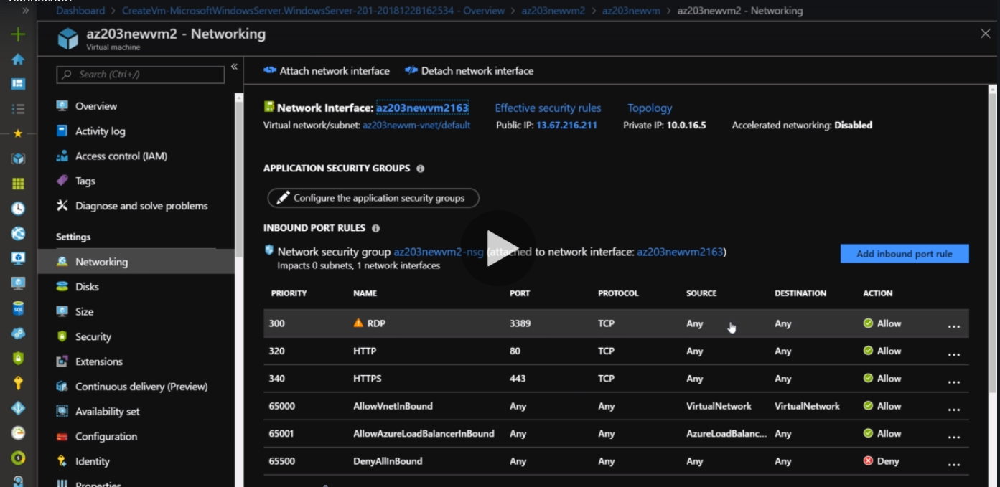 Connection
» Dashboard > CreateVm-MicrosoftWindowsServer.WindowsServer-201-20181228162534 - Overview > az203newvm2 > az203newvm > az203newvm2 - Networking
az203newvm2 - Networking
Virtual machine
Search (Ctrl+/)
«
Overview
Activity log
Access control (IAM)
Tags
Diagnose and solve problems
Settings
Networking
Disks
Size
Security
Extensions
Continuous delivery (Preview)
Availability set
Configuration
Identity
Properties
Attach network interface Detach network interface
Network Interface: az203newvm2163 Effective security rules Topology
Virtual network/subnet: az203newvm-vnet/default Public IP: 13.67.216.211 Private IP: 10.0.16.5 Accelerated networking: Disabled
APPLICATION SECURITY GROUPS
Configure the application security groups
INBOUND PORT RULES
Network security group az203newvm2-nsg (attached to network interface: az203newvm2163)
Impacts 0 subnets, 1 network interfaces
Add inbound port rule
PRIORITY NAME PORT PROTOCOL SOURCE DESTINATION ACTION
300 RDP 3389 TCP Any Any Allow ...
320 HTTP 80 TCP Any Any Allow ...
340 HTTPS 443 TCP Any Any Allow ...
65000 AllowVnetInBound Any Any VirtualNetwork VirtualNetwork Allow ...
65001 AllowAzureLoadBalancerInBound Any Any AzureLoadBalanc... Any Allow ...
65500 DenyAllInBound Any Any Any Any Deny ...
SQL